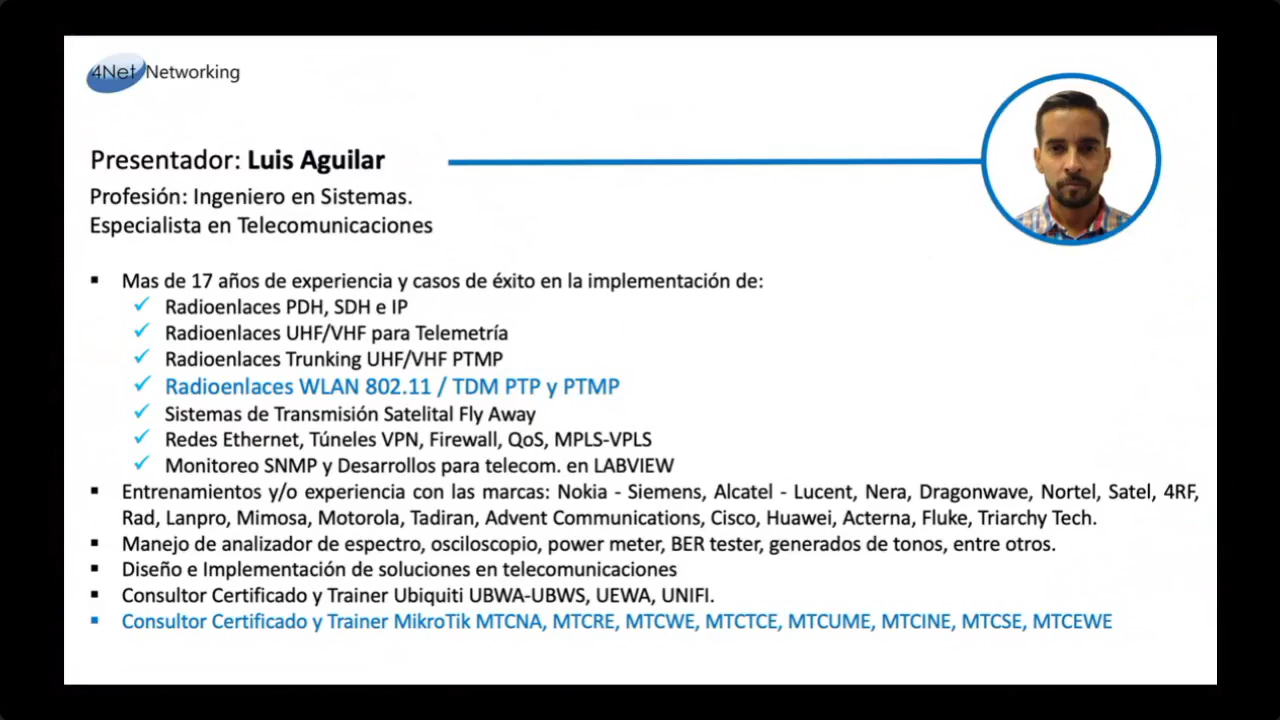 4Net Networking
Presentador: Luis Aguilar
Profesión: Ingeniero en Sistemas.
Especialista en Telecomunicaciones
▪ Mas de 17 años de experiencia y casos de éxito en la implementación de:
✓ Radioenlaces PDH, SDH e IP
✓ Radioenlaces UHF/VHF para Telemetría
✓ Radioenlaces Trunking UHF/VHF PTMP
✓ Radioenlaces WLAN 802.11 / TDM PTP y PTMP
✓ Sistemas de Transmisión Satelital Fly Away
✓ Redes Ethernet, Túneles VPN, Firewall, QoS, MPLS-VPLS
✓ Monitoreo SNMP y Desarrollos para telecom. en LABVIEW
▪ Entrenamientos y/o experiencia con las marcas: Nokia - Siemens, Alcatel - Lucent, Nera, Dragonwave, Nortel, Satel, 4RF,
Rad, Lanpro, Mimosa, Motorola, Tadiran, Advent Communications, Cisco, Huawei, Acterna, Fluke, Triarchy Tech.
▪ Manejo de analizador de espectro, osciloscopio, power meter, BER tester, generados de tonos, entre otros.
▪ Diseño e Implementación de soluciones en telecomunicaciones
▪ Consultor Certificado y Trainer Ubiquiti UBWA-UBWS, UEWA, UNIFI.
▪ Consultor Certificado y Trainer MikroTik MTCNA, MTCRE, MTCWE, MTCTCE, MTCUME, MTCINE, MTCSE, MTCEWE